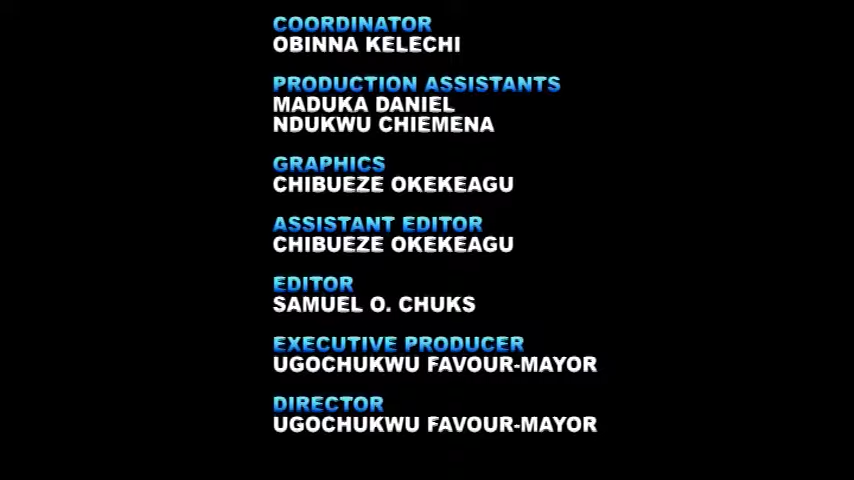 COORDINATOR
OBINNA KELECHI
PRODUCTION ASSISTANTS
MADUKA DANIEL
NDUKWU CHIEMENA
GRAPHICS
CHIBUEZE OKEKEAGU
ASSISTANT EDITOR
CHIBUEZE OKEKEAGU
EDITOR
SAMUEL O. CHUKS
EXECUTIVE PRODUCER
UGOCHUKWU FAVOUR-MAYOR
DIRECTOR
UGOCHUKWU FAVOUR-MAYOR